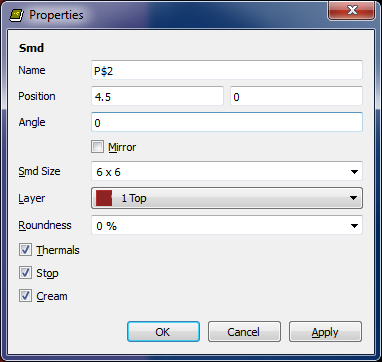 Properties
Smd
Name P$2
Position 4.5 0
Angle 0
Mirror
Smd Size 6 x 6
Layer 1 Top
Roundness 0 %
Thermals
Stop
Cream
OK Cancel Apply